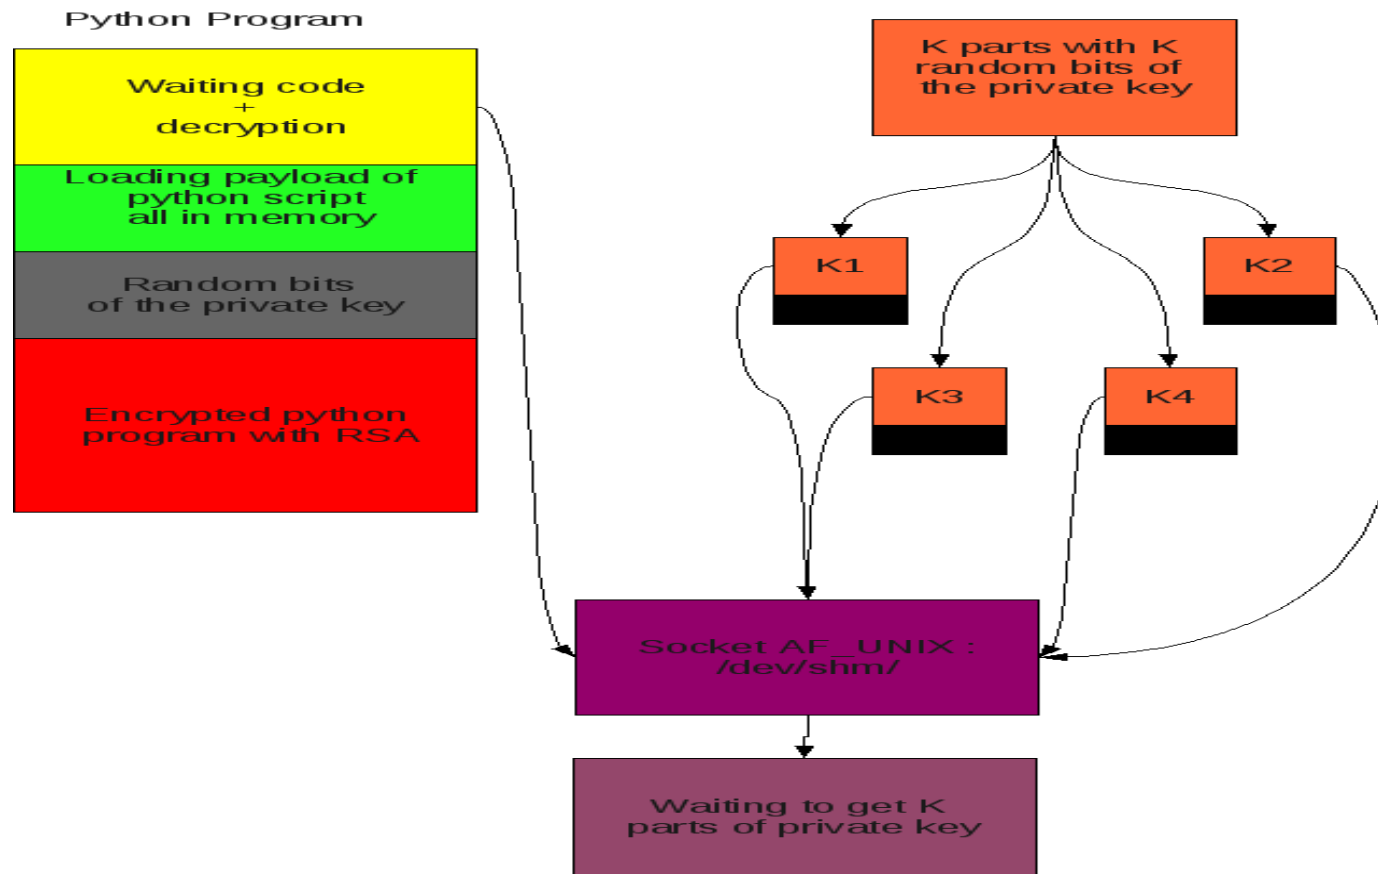 Python Program
Waiting code
+
decryption
Loading payload of
python script
all in memory
Random bits
of the private key
Encrypted python
program with RSA
K parts with K
random bits of
the private key
K1
K2
K3
K4
Socket AF_UNIX :
/dev/shm/
Waiting to get K
parts of private key